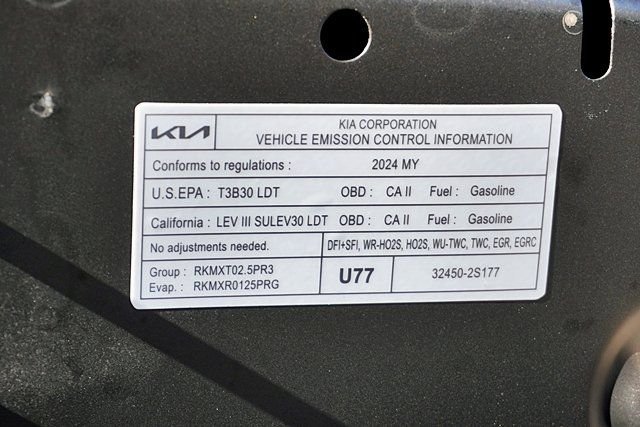 KIA
KIA CORPORATION
VEHICLE EMISSION CONTROL INFORMATION
Conforms to regulations : 2024 MY
U.S.EPA : T3B30 LDT OBD : CA II Fuel : Gasoline
California : LEV III SULEV30 LDT OBD : CA II Fuel : Gasoline
No adjustments needed. DFI+SFI, WR-HO2S, HO2S, WU-TWC, TWC, EGR, EGRC
Group : RKMXT02.5PR3
Evap. : RKMXR0125PRG
U77
32450-2S177